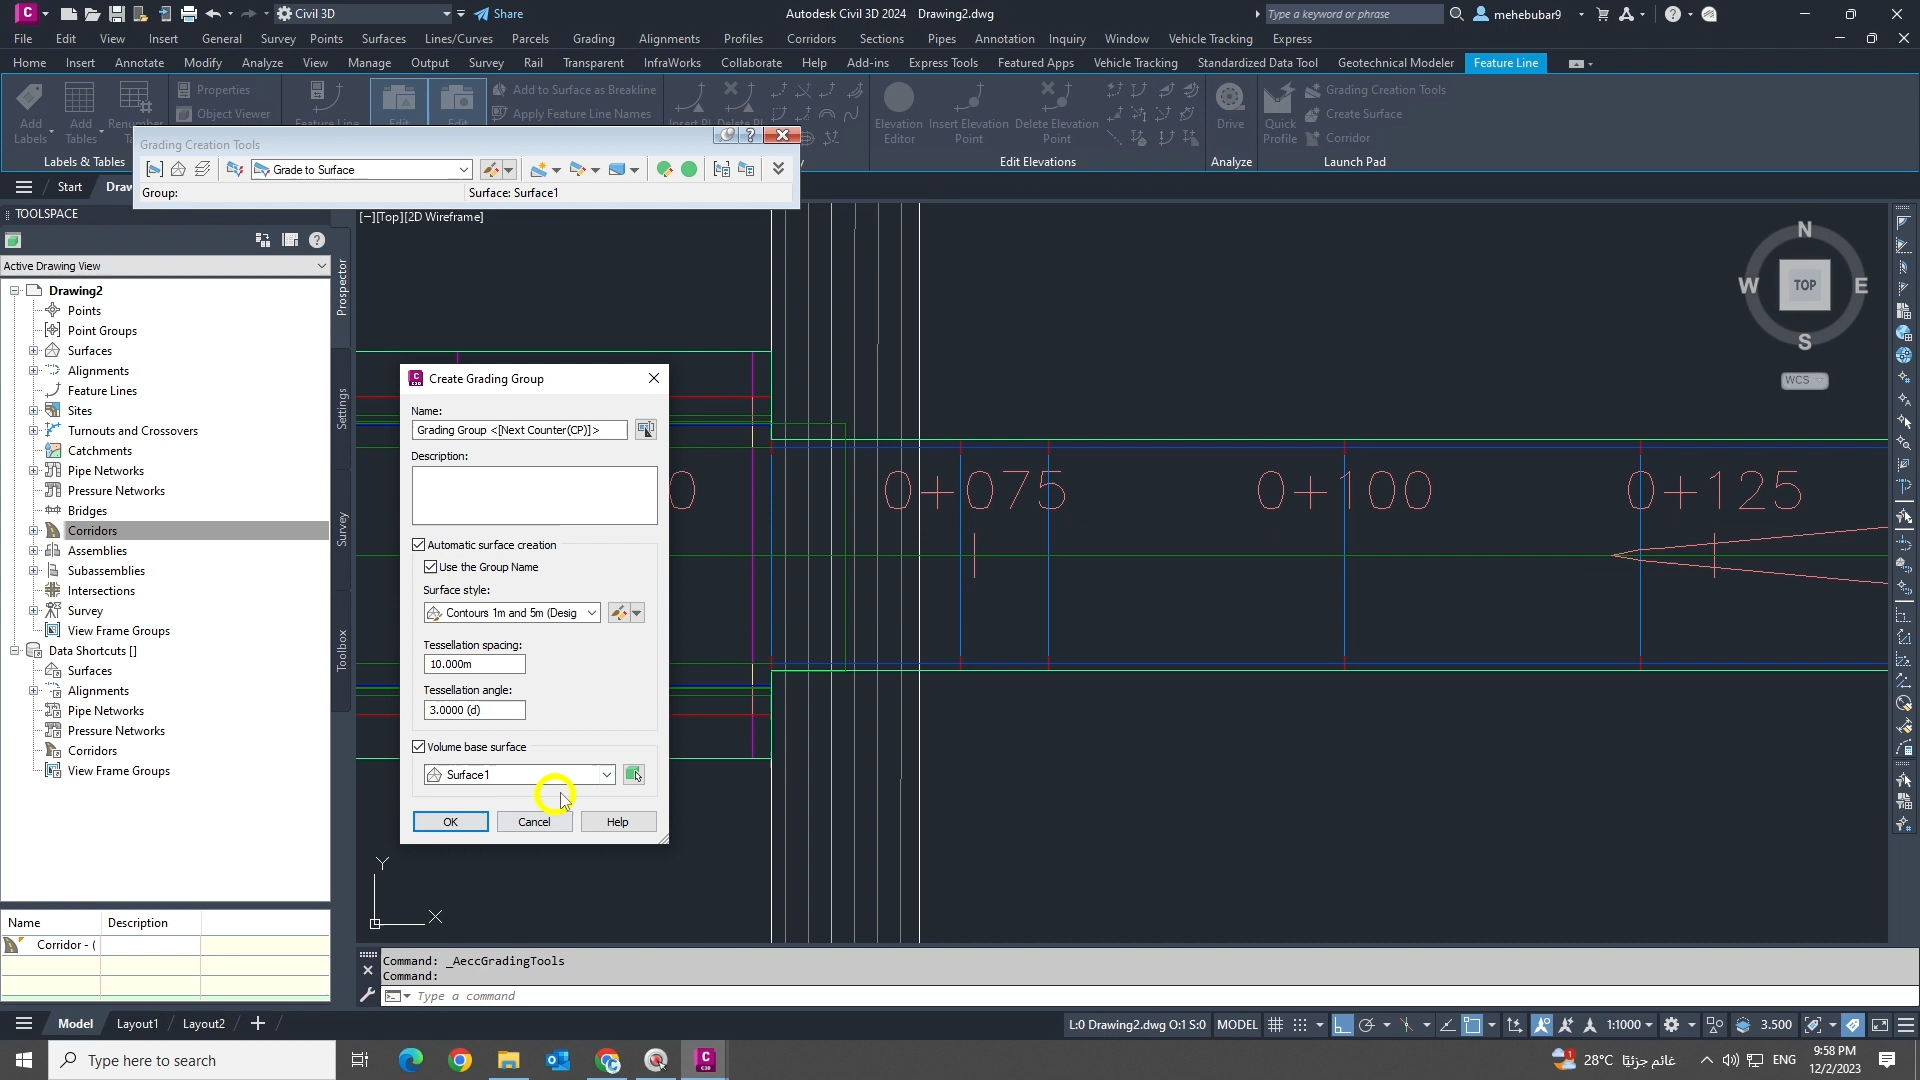 Civil 3D
Share
Autodesk Civil 3D 2024 Drawing2.dwg
Type a keyword or phrase
mehebubar9
File Edit View Insert General Survey Points Surfaces Lines/Curves Parcels Grading Alignments Profiles Corridors Sections Pipes Annotation Inquiry Window Vehicle Tracking Express
Home Insert Annotate Modify Analyze View Manage Output Survey Rail Transparent InfraWorks Collaborate Help Add-ins Express Tools Featured Apps Vehicle Tracking Standardized Data Tool Geotechnical Modeler Feature Line
Properties
Add to Surface as Breakline
Grading Creation Tools
Object Viewer
Apply Feature Line Names
Create Surface
Add Labels
Add Tables
Elevation Editor
Insert Elevation Point
Delete Elevation Point
Drive
Quick Profile
Corridor
Labels & Tables
Edit Elevations
Analyze
Launch Pad
Grading Creation Tools
Grade to Surface
Group:
Surface: Surface1
Start
TOOLSPACE
[−][Top][2D Wireframe]
Active Drawing View
Drawing2
Points
Point Groups
Surfaces
Alignments
Feature Lines
Sites
Turnouts and Crossovers
Catchments
Pipe Networks
Pressure Networks
Bridges
Corridors
Assemblies
Subassemblies
Intersections
Survey
View Frame Groups
Data Shortcuts []
Surfaces
Alignments
Pipe Networks
Pressure Networks
Corridors
View Frame Groups
Prospector
Settings
Survey
Toolbox
Name
Description
Corridor - (
Create Grading Group
Name:
Grading Group <[Next Counter(CP)]>
Description:
Automatic surface creation
Use the Group Name
Surface style:
Contours 1m and 5m (Desig
Tessellation spacing:
10.000m
Tessellation angle:
3.0000 (d)
Volume base surface
Surface1
OK
Cancel
Help
0
0+075
0+100
0+125
N
W
TOP
E
S
WCS
Y
X
Command: _AeccGradingTools
Command:
Type a command
Model
Layout1
Layout2
L:0 Drawing2.dwg O:1 S:0
MODEL
1:1000
3.500
Type here to search
28°C غائم جزئيًا
ENG
9:58 PM
12/2/2023